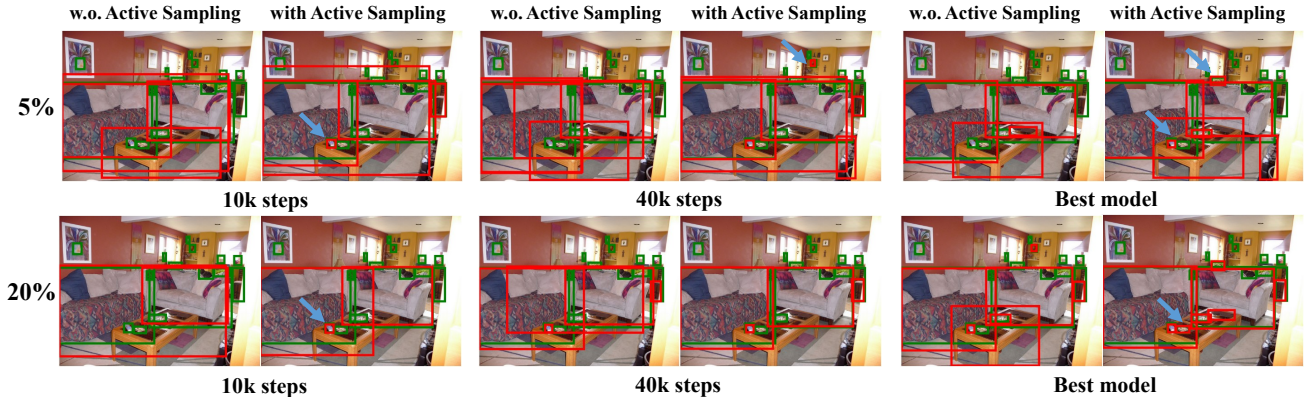 w.o. Active Sampling with Active Sampling w.o. Active Sampling with Active Sampling w.o. Active Sampling with Active Sampling
5%
10k steps 40k steps Best model
20%
10k steps 40k steps Best model